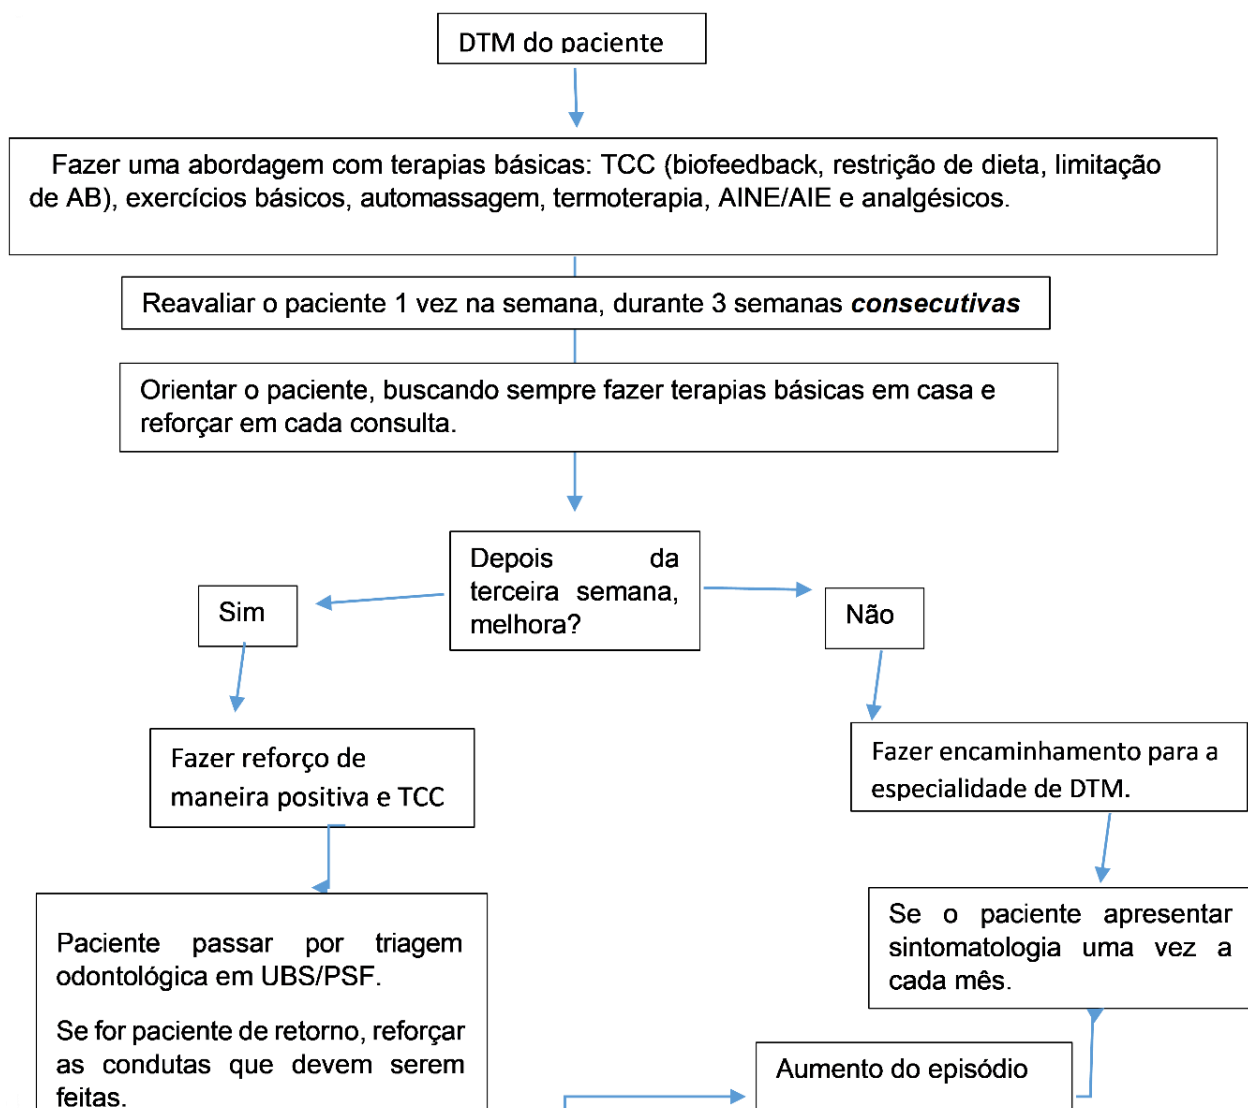 DTM do paciente
Fazer uma abordagem com terapias básicas: TCC (biofeedback, restrição de dieta, limitação
de AB), exercícios básicos, automassagem, termoterapia, AINE/AIE e analgésicos.
Reavaliar o paciente 1 vez na semana, durante 3 semanas consecutivas
Orientar o paciente, buscando sempre fazer terapias básicas em casa e
reforçar em cada consulta.
Depois da
terceira semana,
melhora?
Sim
Não
Fazer reforço de
maneira positiva e TCC
Fazer encaminhamento para a
especialidade de DTM.
Paciente passar por triagem
odontológica em UBS/PSF.
Se for paciente de retorno, reforçar
as condutas que devem serem
feitas.
Se o paciente apresentar
sintomatologia uma vez a
cada mês.
Aumento do episódio